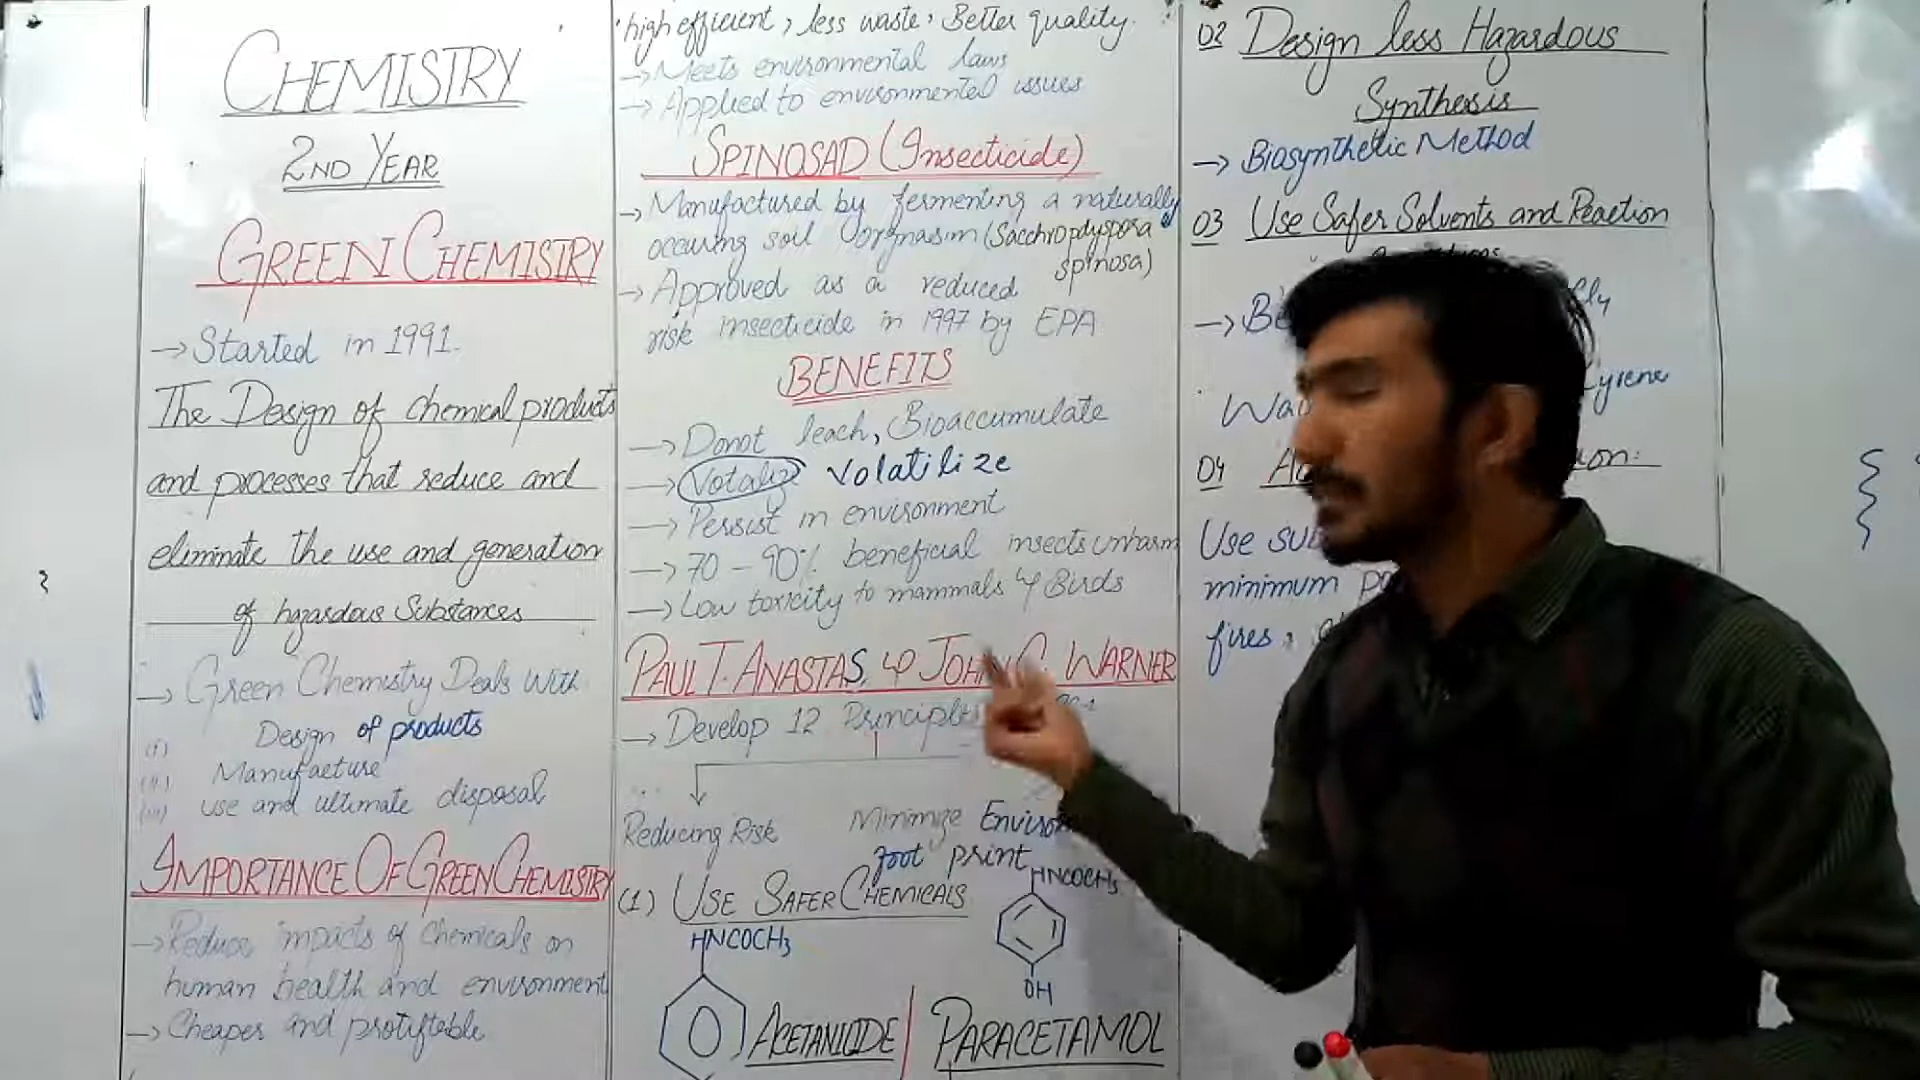 CHEMISTRY
2ND YEAR
GREEN CHEMISTRY
→ Started in 1991.
The Design of chemical products
and processes that reduce and
eliminate the use and generation
of hazardous Substances
→ Green Chemistry Deals With
(i) Design of products
(ii) Manufacture
(iii) use and ultimate disposal
IMPORTANCE OF GREEN CHEMISTRY
→ Reduce impacts of Chemicals on
human health and environment
→ Cheaper and protiftable
high efficient, less waste, Better quality.
→ Meets environmental laws
→ Applied to environmental issues
SPINOSAD (Insecticide)
→ Manufactured by fermenting a naturally
occuring soil orgnasim (Sacchropdyspora
spinosa)
→ Approved as a reduced
risk insecticide in 1997 by EPA
BENEFITS
→ Donot leach, Bioaccumulate
→ Votaliz Volatilize
→ Persist in environment
→ 70 - 90% beneficial insects unharm
→ Low toxicity to mammals & Birds
PAUL T. ANASTAS & JOHN C. WARNER
→ Develop 12 Principles
Reducing Risk Minimize
foot print
(1) USE SAFER CHEMICALS
HNCOCH3
HNCOCH3
OH
ACETANICIDE / PARACETAMOL
02 Design less Hazardous
Synthesis
→ Biosynthetic Method
03 Use Safer Solvents and Reaction
→
04
Use
minimum
fires,